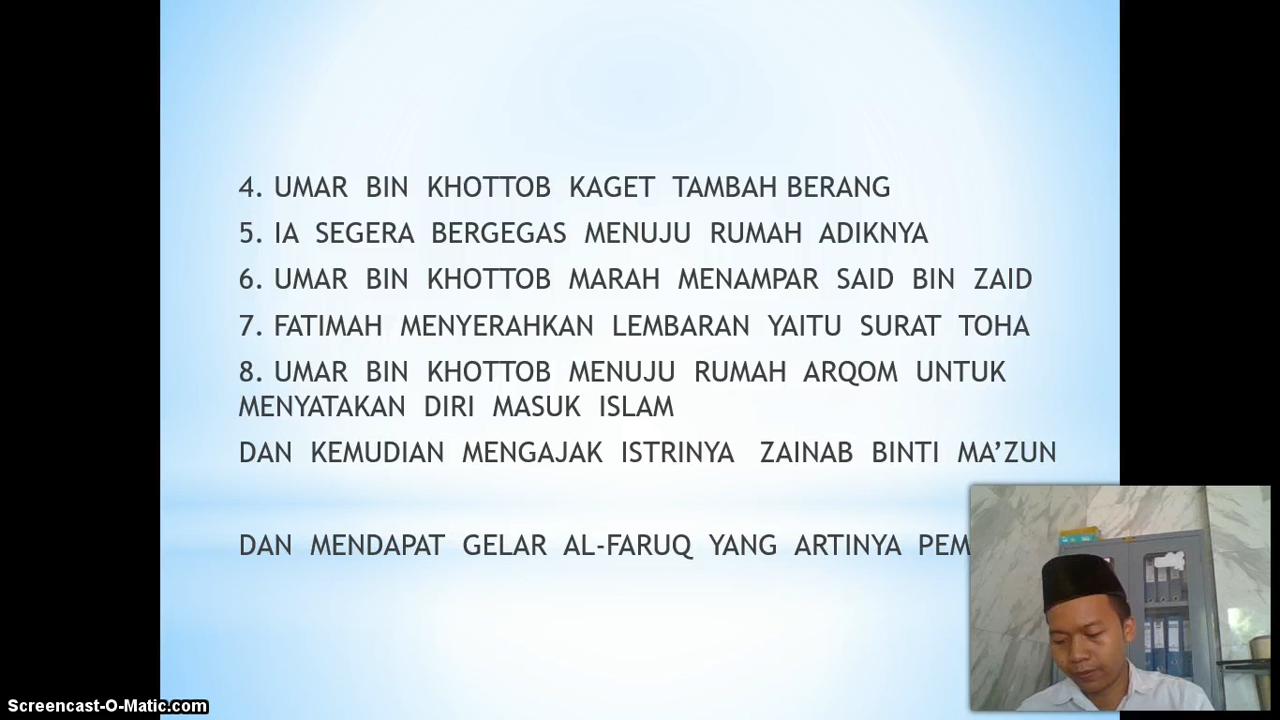 4. UMAR BIN KHOTTOB KAGET TAMBAH BERANG
5. IA SEGERA BERGEGAS MENUJU RUMAH ADIKNYA
6. UMAR BIN KHOTTOB MARAH MENAMPAR SAID BIN ZAID
7. FATIMAH MENYERAHKAN LEMBARAN YAITU SURAT TOHA
8. UMAR BIN KHOTTOB MENUJU RUMAH ARQOM UNTUK
MENYATAKAN DIRI MASUK ISLAM
DAN KEMUDIAN MENGAJAK ISTRINYA ZAINAB BINTI MA’ZUN
DAN MENDAPAT GELAR AL-FARUQ YANG ARTINYA PEM
Screencast-O-Matic.com